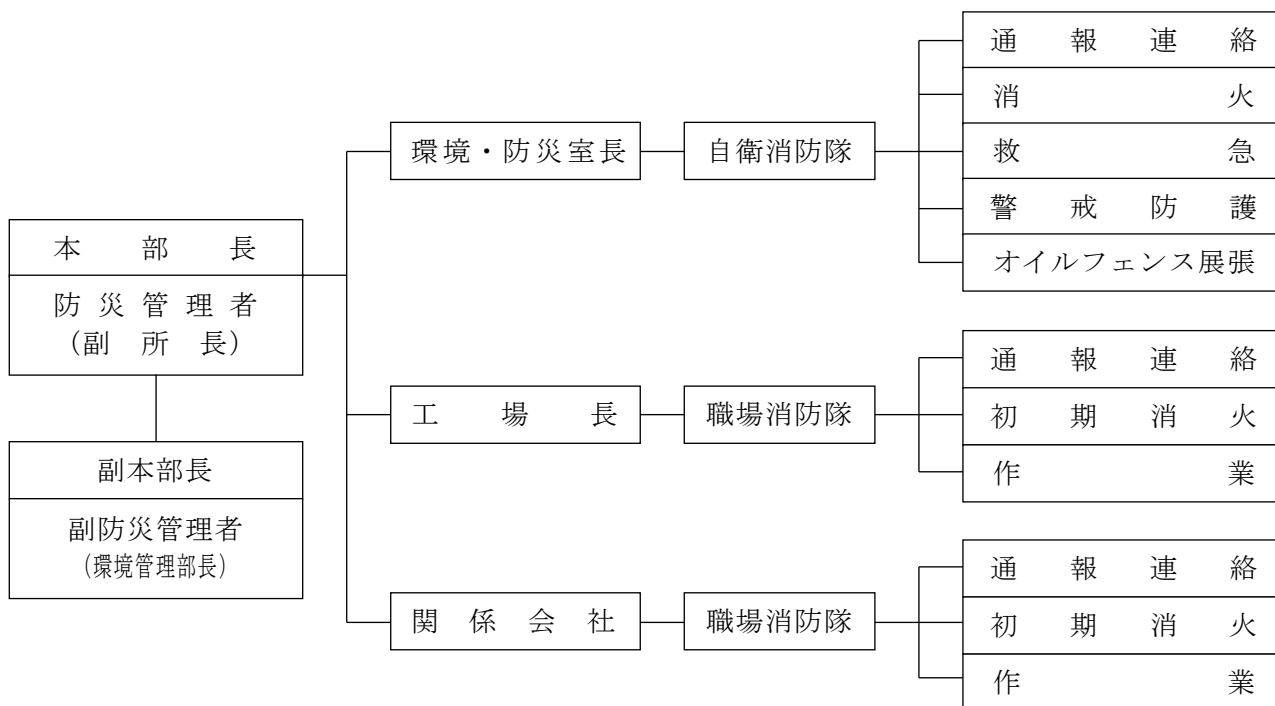 本部長
防災管理者
(副所長)
副本部長
副防災管理者
(環境管理部長)
環境・防災室長
自衛消防隊
通報連絡
消火
救急
警戒防護
オイルフェンス展張
工場長
職場消防隊
通報連絡
初期消火
作業
関係会社
職場消防隊
通報連絡
初期消火
作業